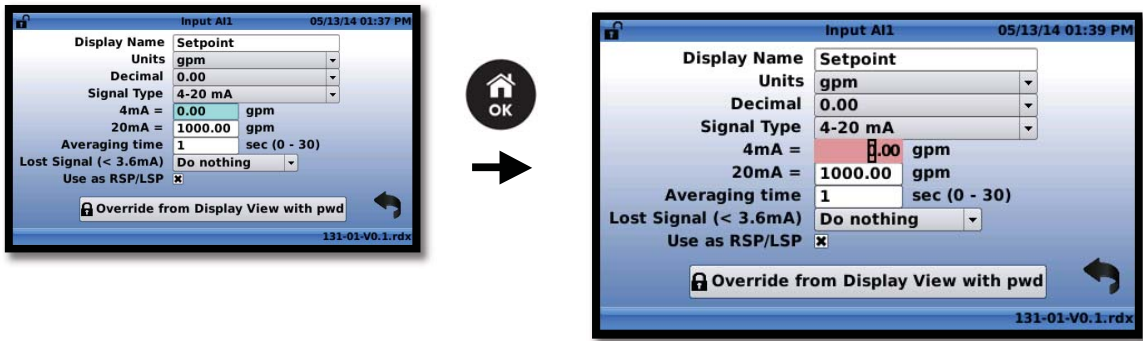 Input AI1 05/13/14 01:37 PM
Display Name Setpoint
Units gpm
Decimal 0.00
Signal Type 4-20 mA
4mA = 0.00 gpm
20mA = 1000.00 gpm
Averaging time 1 sec (0 - 30)
Lost Signal (< 3.6mA) Do nothing
Use as RSP/LSP
Override from Display View with pwd
131-01-V0.1.rdx
OK
Input AI1 05/13/14 01:39 PM
Display Name Setpoint
Units gpm
Decimal 0.00
Signal Type 4-20 mA
4mA = 0.00 gpm
20mA = 1000.00 gpm
Averaging time 1 sec (0 - 30)
Lost Signal (< 3.6mA) Do nothing
Use as RSP/LSP
Override from Display View with pwd
131-01-V0.1.rdx